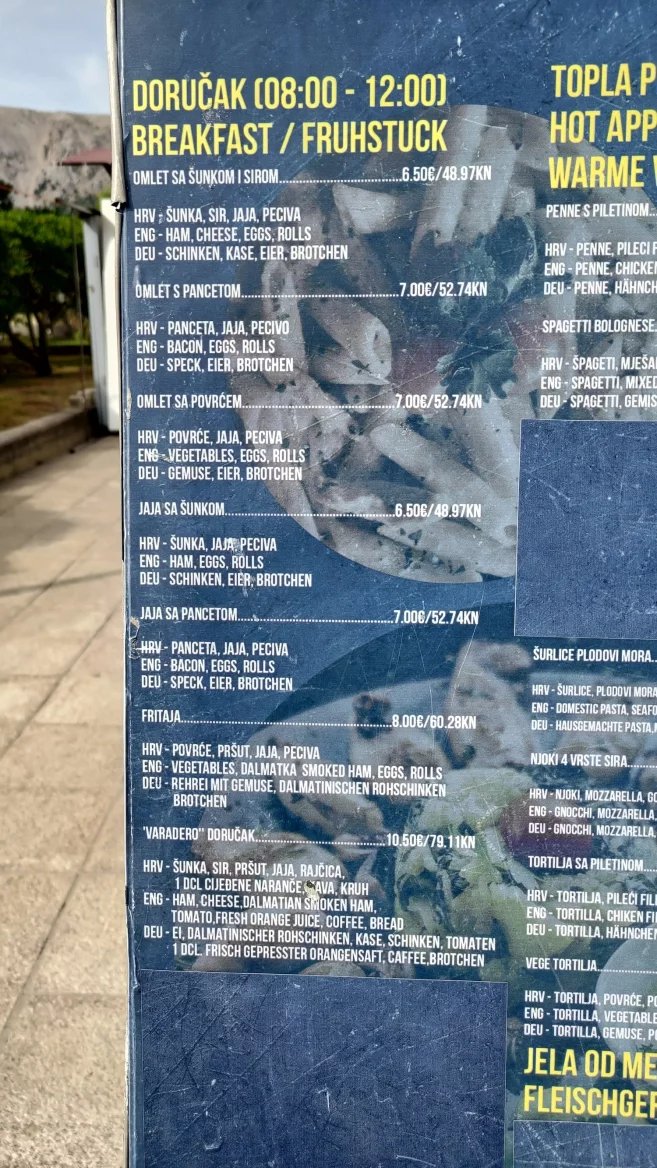 DORUČAK (08:00 - 12:00)
BREAKFAST / FRUHSTUCK
OMLET SA ŠUNKOM I SIROM..............................6.50€/48.97KN
HRV - ŠUNKA, SIR, JAJA, PECIVA
ENG - HAM, CHEESE, EGGS, ROLLS
DEU - SCHINKEN, KASE, EIER, BROTCHEN
OMLET S PANCETOM.......................................7.00€/52.74KN
HRV - PANCETA, JAJA, PECIVO
ENG - BACON, EGGS, ROLLS
DEU - SPECK, EIER, BROTCHEN
OMLET SA POVRĆEM......................................7.00€/52.74KN
HRV - POVRĆE, JAJA, PECIVA
ENG -VEGETABLES, EGGS, ROLLS
DEU - GEMUSE, EIER, BROTCHEN
JAJA SA ŠUNKOM..........................................6.50€/48.97KN
HRV - ŠUNKA, JAJA, PECIVA
ENG - HAM, EGGS, ROLLS
DEU - SCHINKEN, EIER, BROTCHEN
JAJA SA PANCETOM......................................7.00€/52.74KN
HRV - PANCETA, JAJA, PECIVA
ENG - BACON, EGGS, ROLLS
DEU - SPECK, EIER, BROTCHEN
FRITAJA.....................................................8.00€/60.28KN
HRV - POVRĆE, PRŠUT, JAJA, PECIVA
ENG - VEGETABLES, DALMATKA SMOKED HAM, EGGS, ROLLS
DEU - REHREI MIT GEMUSE, DALMATINISCHEN ROHSCHINKEN
BROTCHEN
'VARADERO" DORUČAK................................10.50€/79.11KN
HRV - ŠUNKA, SIR, PRŠUT, JAJA, RAJČICA,
1 DCL CIJEĐENE NARANČE, KAVA, KRUH
ENG - HAM, CHEESE,DALMATIAN SMOKEN HAM,
TOMATO,FRESH ORANGE JUICE, COFFEE, BREAD
DEU - EI, DALMATINISCHER ROHSCHINKEN, KASE, SCHINKEN, TOMATEN
1 DCL. FRISCH GEPRESSTER ORANGENSAFT, CAFFEE,BROTCHEN
TOPLA P
HOT APP
WARME
PENNE S PILETINOM..
HRV - PENNE, PILEĆI
ENG - PENNE, CHICKEN
DEU - PENNE, HÄHNCH
SPAGETTI BOLOGNESE.
HRV - ŠPAGETI, MJEŠA
ENG - SPAGETTI, MIXED
DEU - SPAGETTI, GEMIS
ŠURLICE PLODOVI MORA..
HRV - ŠURLICE, PLODOVI MORA
ENG - DOMESTIC PASTA, SEAFO
DEU - HAUSGEMACHTE PASTA,
NJOKI 4 VRSTE SIRA.........
HRV - NJOKI, MOZZARELLA, GO
ENG - GNOCCHI, MOZZARELLA,
DEU - GNOCCHI, MOZZARELLA,
TORTILJA SA PILETINOM....
HRV - TORTILJA, PILEĆI FIL
ENG - TORTILLA, CHIKEN FI
DEU - TORTILLA, HÄHNCHEN
VEGE TORTILJA..............
HRV - TORTILJA, POVRĆE, PO
ENG - TORTILLA, VEGETABLE
DEU - TORTILLA, GEMUSE, P
JELA OD ME
FLEISCHGER